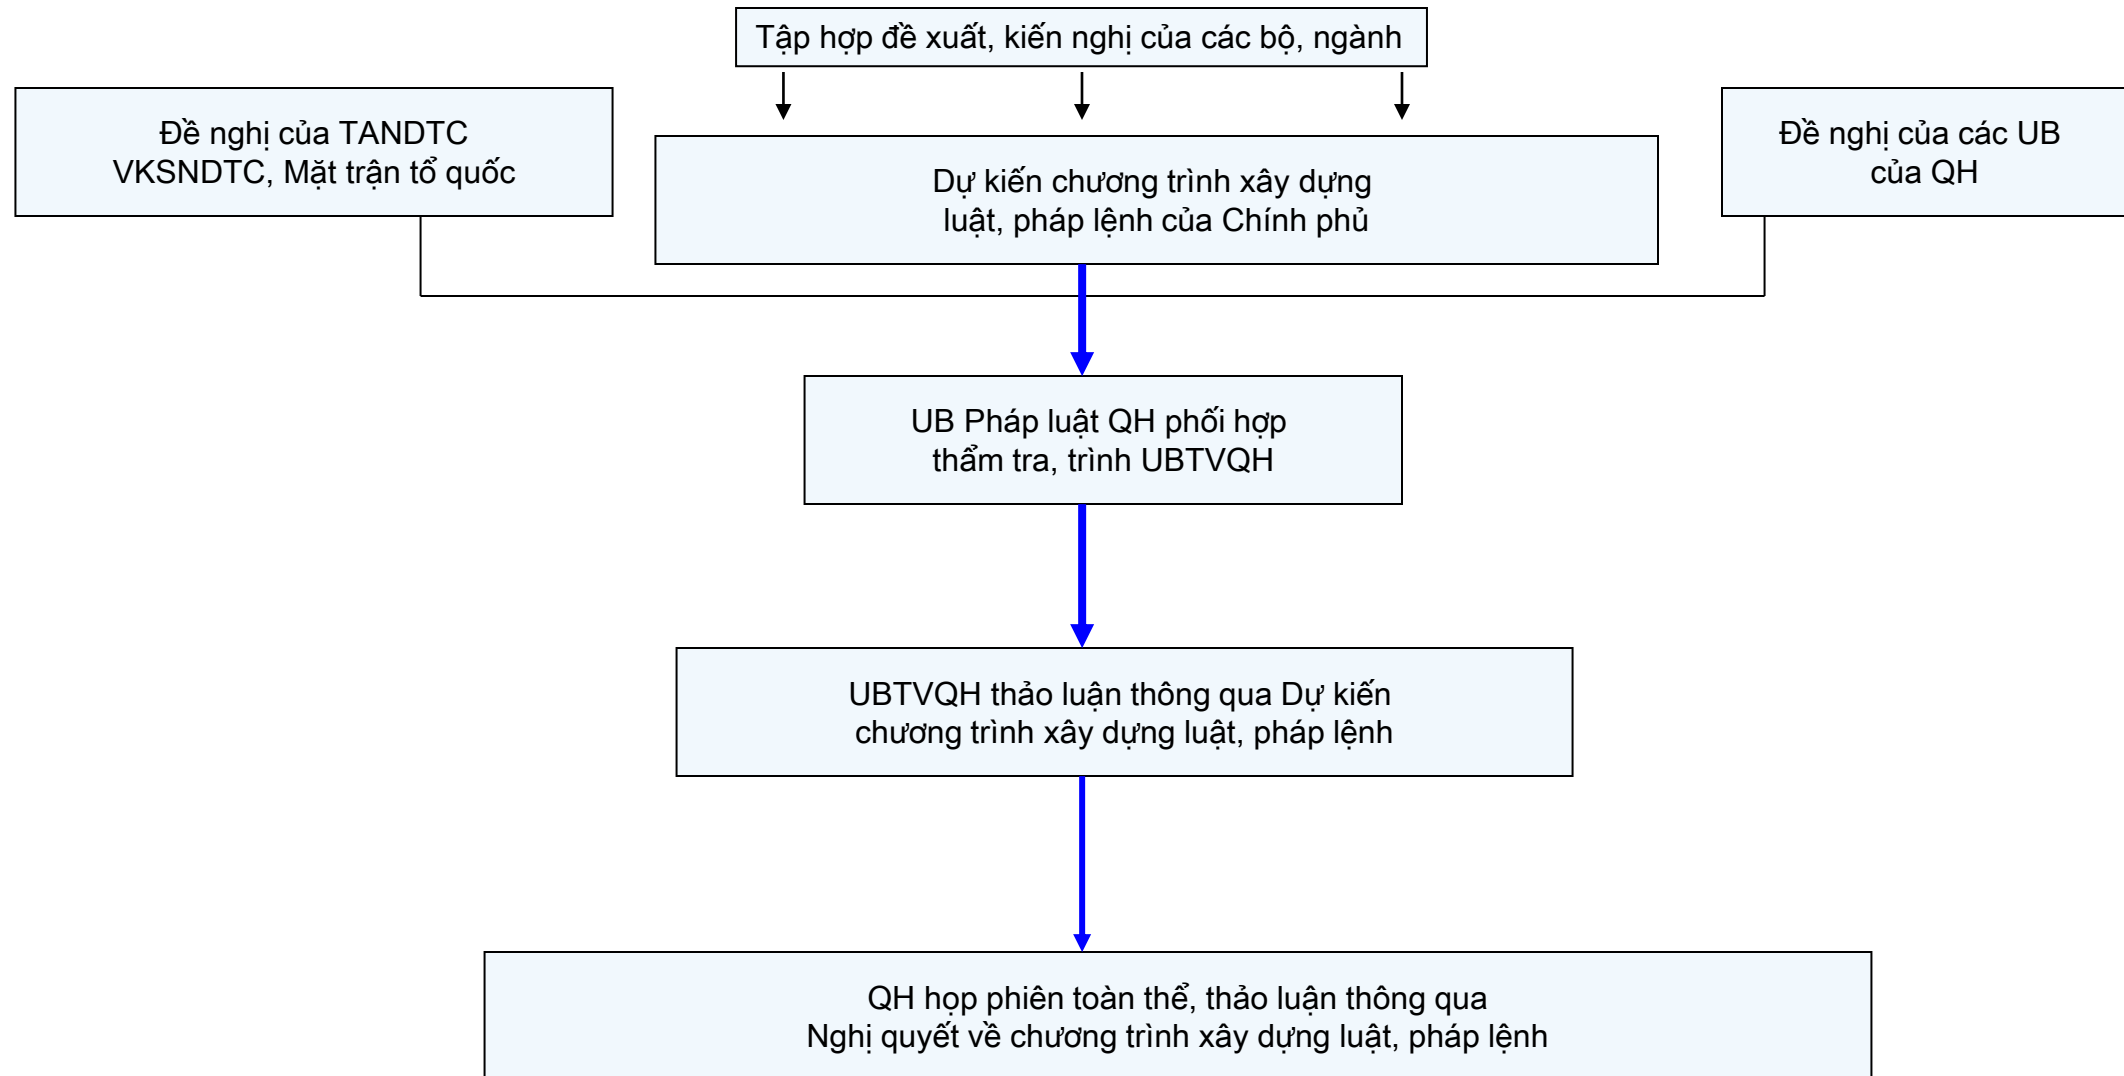 Tập hợp đề xuất, kiến nghị của các bộ, ngành
Đề nghị của TANDTC
VKSNDTC, Mặt trận tổ quốc
Dự kiến chương trình xây dựng
luật, pháp lệnh của Chính phủ
Đề nghị của các UB
của QH
UB Pháp luật QH phối hợp
thẩm tra, trình UBTVQH
UBTVQH thảo luận thông qua Dự kiến
chương trình xây dựng luật, pháp lệnh
QH họp phiên toàn thể, thảo luận thông qua
Nghị quyết về chương trình xây dựng luật, pháp lệnh